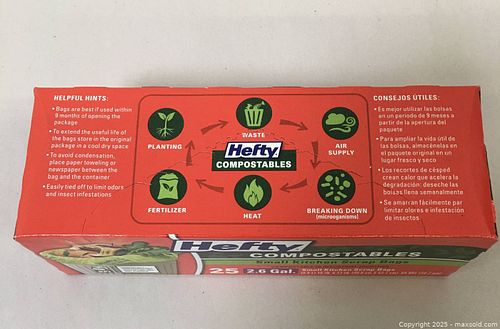 HELPFUL HINTS:
• Bags are best if used within
9 months of opening the
package
• To extend the useful life of
the bags store in the original
package in a cool dry space
• To avoid condensation,
place paper toweling or
newspaper between the
bag and the container
• Easily tied off to limit odors
and insect infestations
WASTE
PLANTING
AIR
SUPPLY
Hefty
COMPOSTABLES
FERTILIZER
HEAT
BREAKING DOWN
(microorganisms)
CONSEJOS ÚTILES:
• Es mejor utilizar las bolsas
en un periodo de 9 meses a
partir de la apertura del
paquete
• Para ampliar la vida útil de
las bolsas, almacénelas en
el paquete original en un
lugar fresco y seco
• Los recortes de césped
crean calor que acelera la
degradación: deseche las
bolsas llena semanalmente
• Se amarran fácilmente par
limitar olores e infestación
de insectos
Hefty
COMPOSTABLES
Small Kitchen Scrap Bags
25 2.6 Gal. Small Kitchen Scrap Bags
Copyright 2025 - maxsold.com